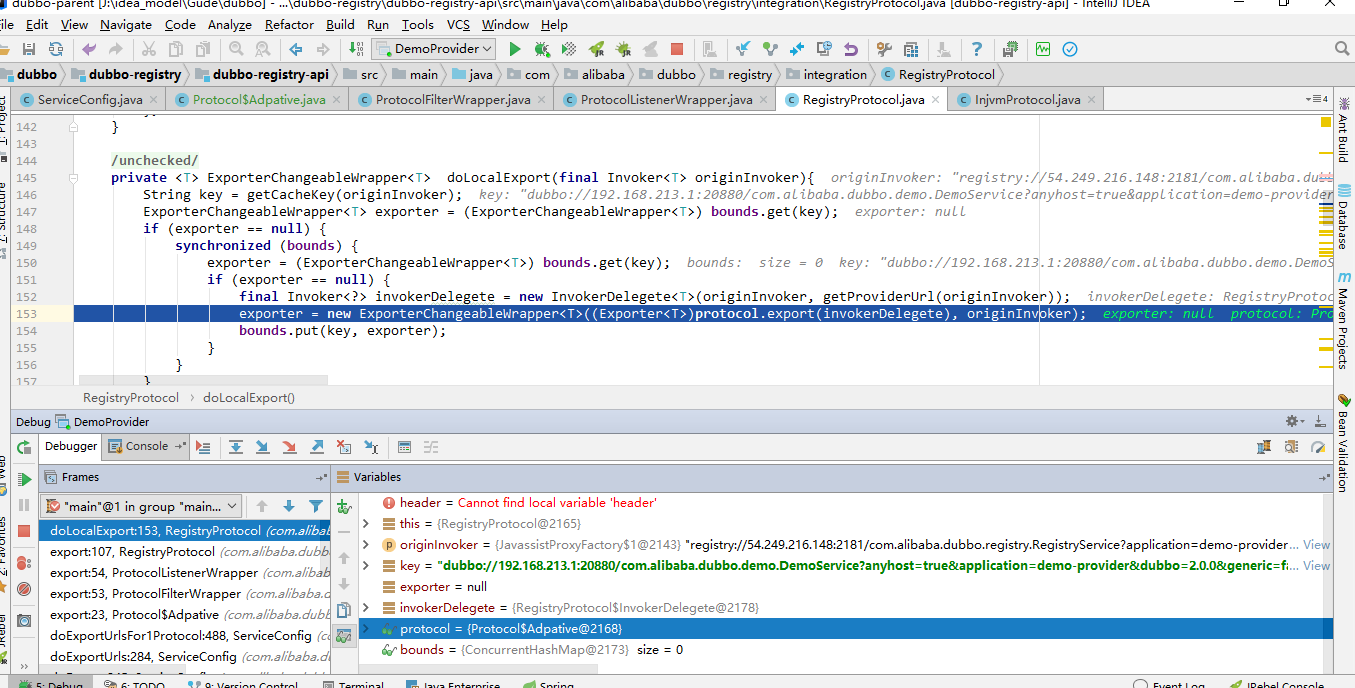 dubbo-parent [J:\idea_model\Gude\dubbo] - ...\dubbo-registry\dubbo-registry-api\src\main\java\com\alibaba\dubbo\registry\integration\RegistryProtocol.java [dubbo-registry-api] - IntelliJ IDEA
File Edit View Navigate Code Analyze Refactor Build Run Tools VCS Window Help
DemoProvider
dubbo dubbo-registry dubbo-registry-api src main java com alibaba dubbo registry integration RegistryProtocol
ServiceConfig.java Protocol$Adpative.java ProtocolFilterWrapper.java ProtocolListenerWrapper.java RegistryProtocol.java InjvmProtocol.java 4
142 }
143
144 /unchecked/
145 private <T> ExporterChangeableWrapper<T> doLocalExport(final Invoker<T> originInvoker){ originInvoker: "registry://54.249.216.148:2181/com.alibaba.dubb
146 String key = getCacheKey(originInvoker); key: "dubbo://192.168.213.1:20880/com.alibaba.dubbo.demo.DemoService?anyhost=true&application=demo-provider
147 ExporterChangeableWrapper<T> exporter = (ExporterChangeableWrapper<T>) bounds.get(key); exporter: null
148 if (exporter == null) {
149 synchronized (bounds) {
150 exporter = (ExporterChangeableWrapper<T>) bounds.get(key); bounds: size = 0 key: "dubbo://192.168.213.1:20880/com.alibaba.dubbo.demo.DemoS
151 if (exporter == null) {
152 final Invoker<?> invokerDelegete = new InvokerDelegete<T>(originInvoker, getProviderUrl(originInvoker)); invokerDelegete: RegistryProtoc
153 exporter = new ExporterChangeableWrapper<T>((Exporter<T>)protocol.export(invokerDelegete), originInvoker); exporter: null protocol: Pro
154 bounds.put(key, exporter);
155 }
156 }
157 }
RegistryProtocol doLocalExport()
Debug DemoProvider
Debugger Console
Frames Variables
"main"@1 in group "main...
doLocalExport:153, RegistryProtocol (com.alibab
export:107, RegistryProtocol (com.alibaba.dubb
export:54, ProtocolListenerWrapper (com.alibaba
export:53, ProtocolFilterWrapper (com.alibaba.d
export:23, Protocol$Adpative (com.alibaba.dubb
doExportUrlsFor1Protocol:488, ServiceConfig (co
doExportUrls:284, ServiceConfig (com.alibaba.du
header = Cannot find local variable 'header'
this = {RegistryProtocol@2165}
originInvoker = {JavassistProxyFactory$1@2143} "registry://54.249.216.148:2181/com.alibaba.dubbo.registry.RegistryService?application=demo-provider... View
key = "dubbo://192.168.213.1:20880/com.alibaba.dubbo.demo.DemoService?anyhost=true&application=demo-provider&dubbo=2.0.0&generic=fa... View
exporter = null
invokerDelegete = {RegistryProtocol$InvokerDelegete@2178}
protocol = {Protocol$Adpative@2168}
bounds = {ConcurrentHashMap@2173} size = 0
1: Project
7: Structure
Web
2: Favorites
JRebel
Ant Build
Database
Maven Projects
Bean Validation
5: Debug 6: TODO 9: Version Control Terminal Java Enterprise Spring Event Log JRebel Console